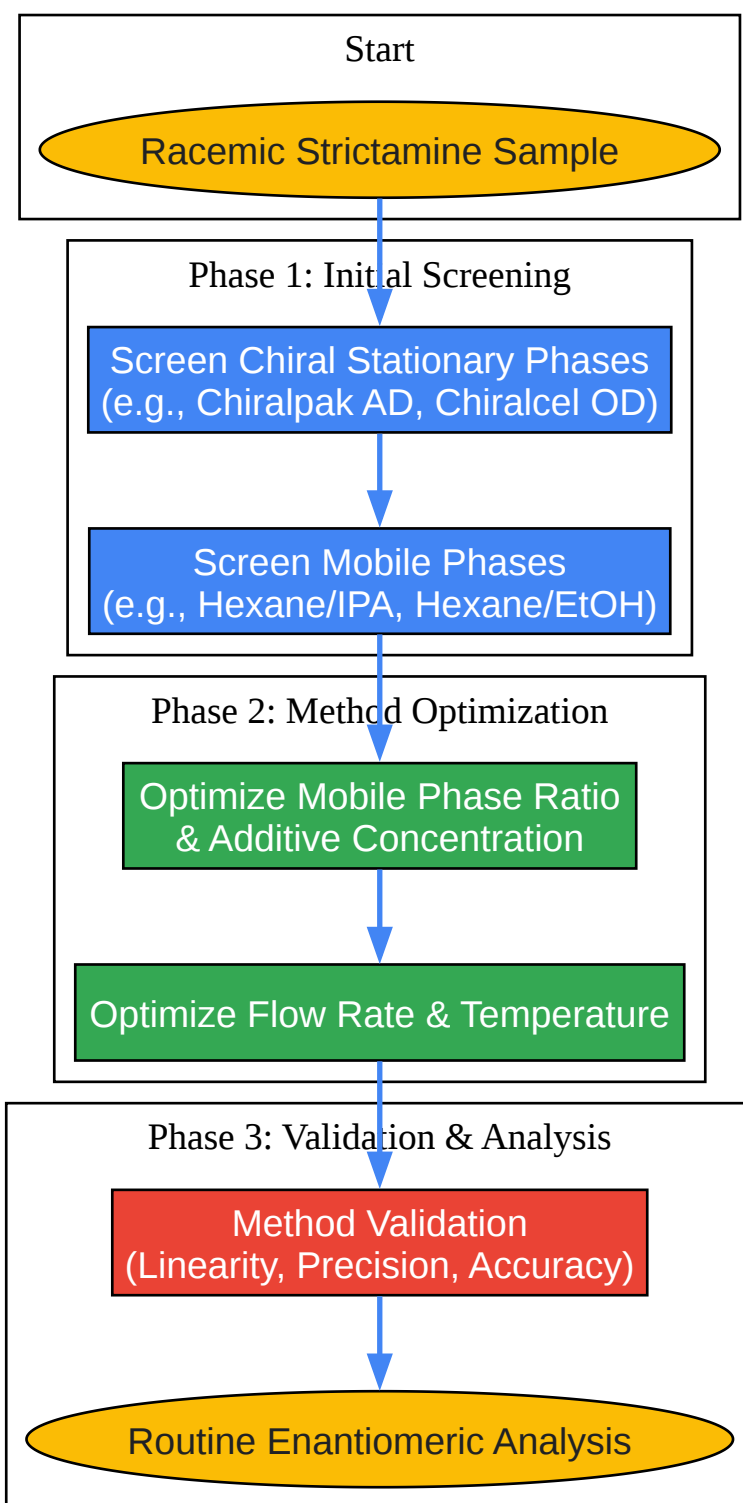 Start
Racemic Strictamine Sample
Phase 1: Initial Screening
Screen Chiral Stationary Phases
(e.g., Chiralpak AD, Chiralcel OD)
Screen Mobile Phases
(e.g., Hexane/IPA, Hexane/EtOH)
Phase 2: Method Optimization
Optimize Mobile Phase Ratio
& Additive Concentration
Optimize Flow Rate & Temperature
Phase 3: Validation & Analysis
Method Validation
(Linearity, Precision, Accuracy)
Routine Enantiomeric Analysis